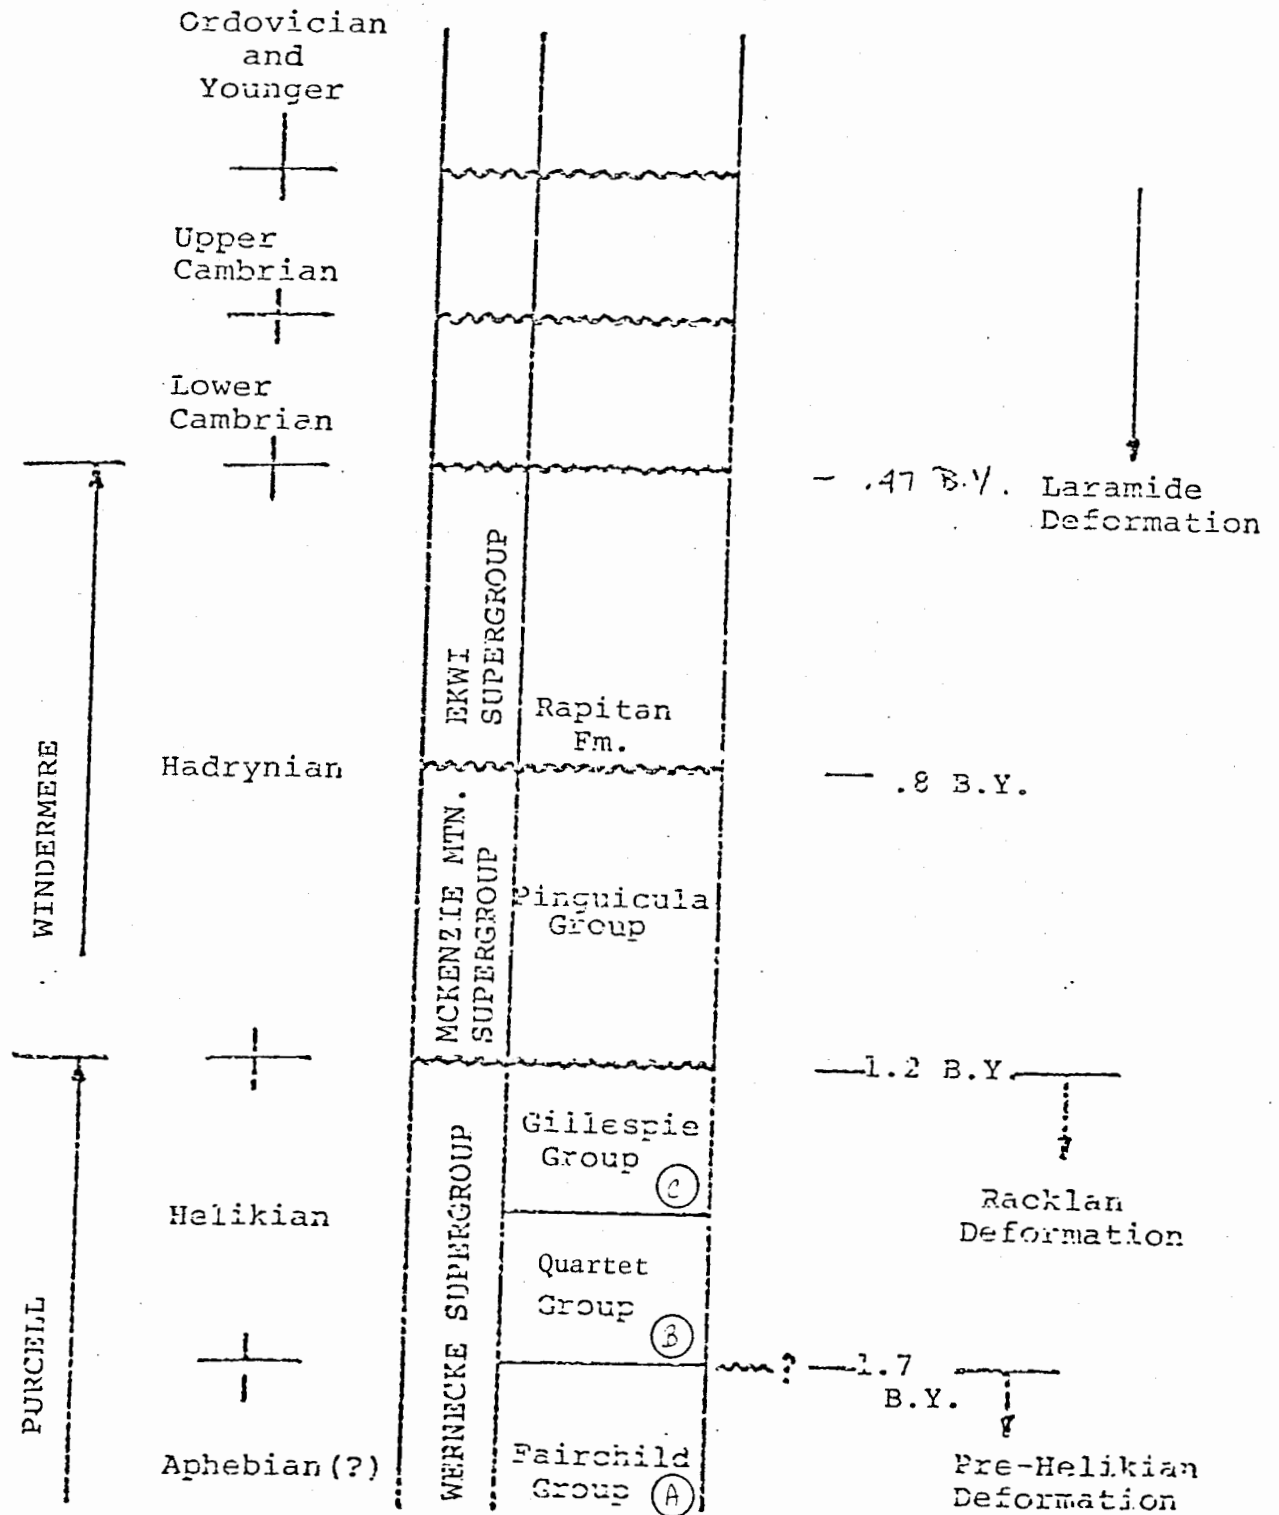 Ordovician
and
Younger
Upper
Cambrian
Lower
Cambrian
.47 B.Y.
Laramide
Deformation
EKWI
SUPERGROUP
Rapitan
Fm.
WINDERMERE
Hadrynian
.8 B.Y.
MCKENZIE MTN.
SUPERGROUP
Pinguicula
Group
1.2 B.Y.
Gillespie
Group C
Racklan
Deformation
Helikian
WERNECKE SUPERGROUP
Quartet
Group B
PURCELL
? 1.7
B.Y.
Aphebian(?)
Fairchild
Group A
Pre-Helikian
Deformation